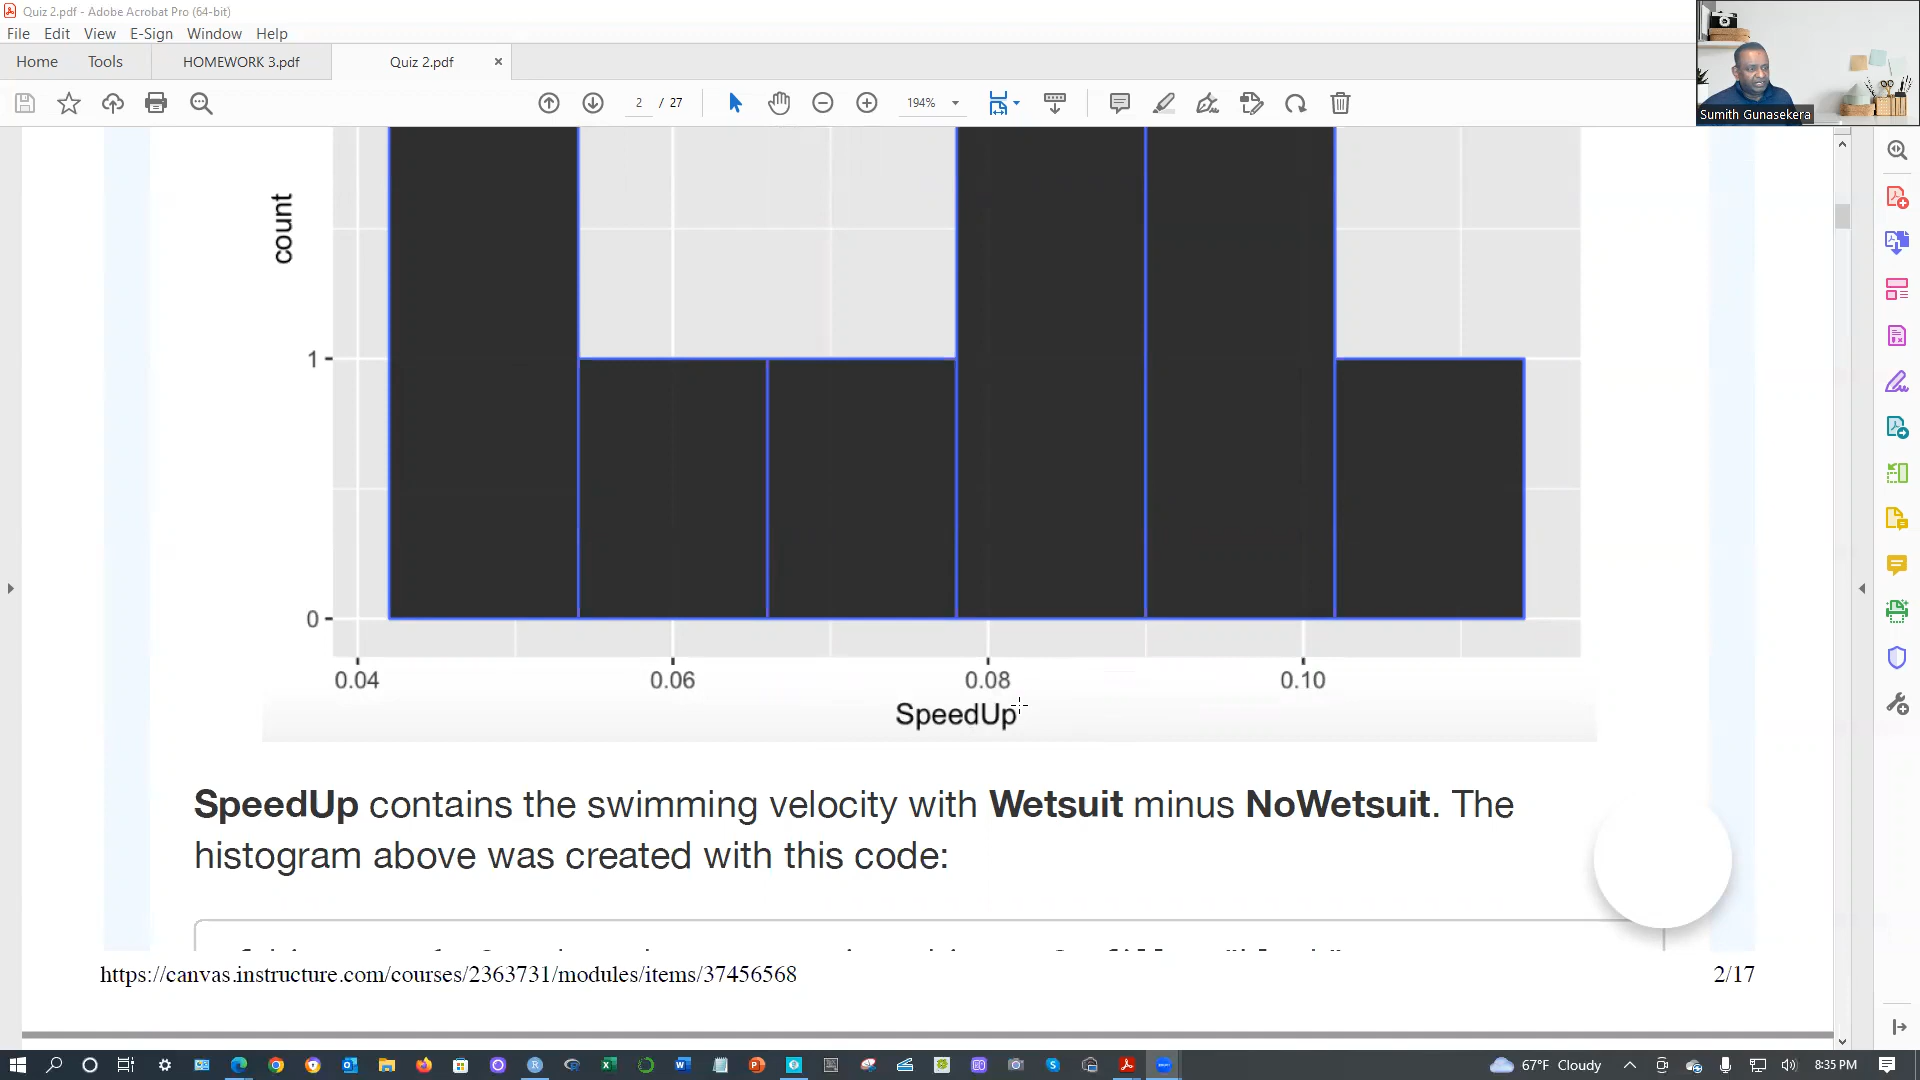 Quiz 2.pdf - Adobe Acrobat Pro (64-bit)
File Edit View E-Sign Window Help
Home Tools HOMEWORK 3.pdf Quiz 2.pdf ×
2 / 27 194%
Sumith Gunasekera
count
1
0
0.04 0.06 0.08 0.10
SpeedUp
SpeedUp contains the swimming velocity with Wetsuit minus NoWetsuit. The
histogram above was created with this code:
https://canvas.instructure.com/courses/2363731/modules/items/37456568 2/17
67°F Cloudy 8:35 PM